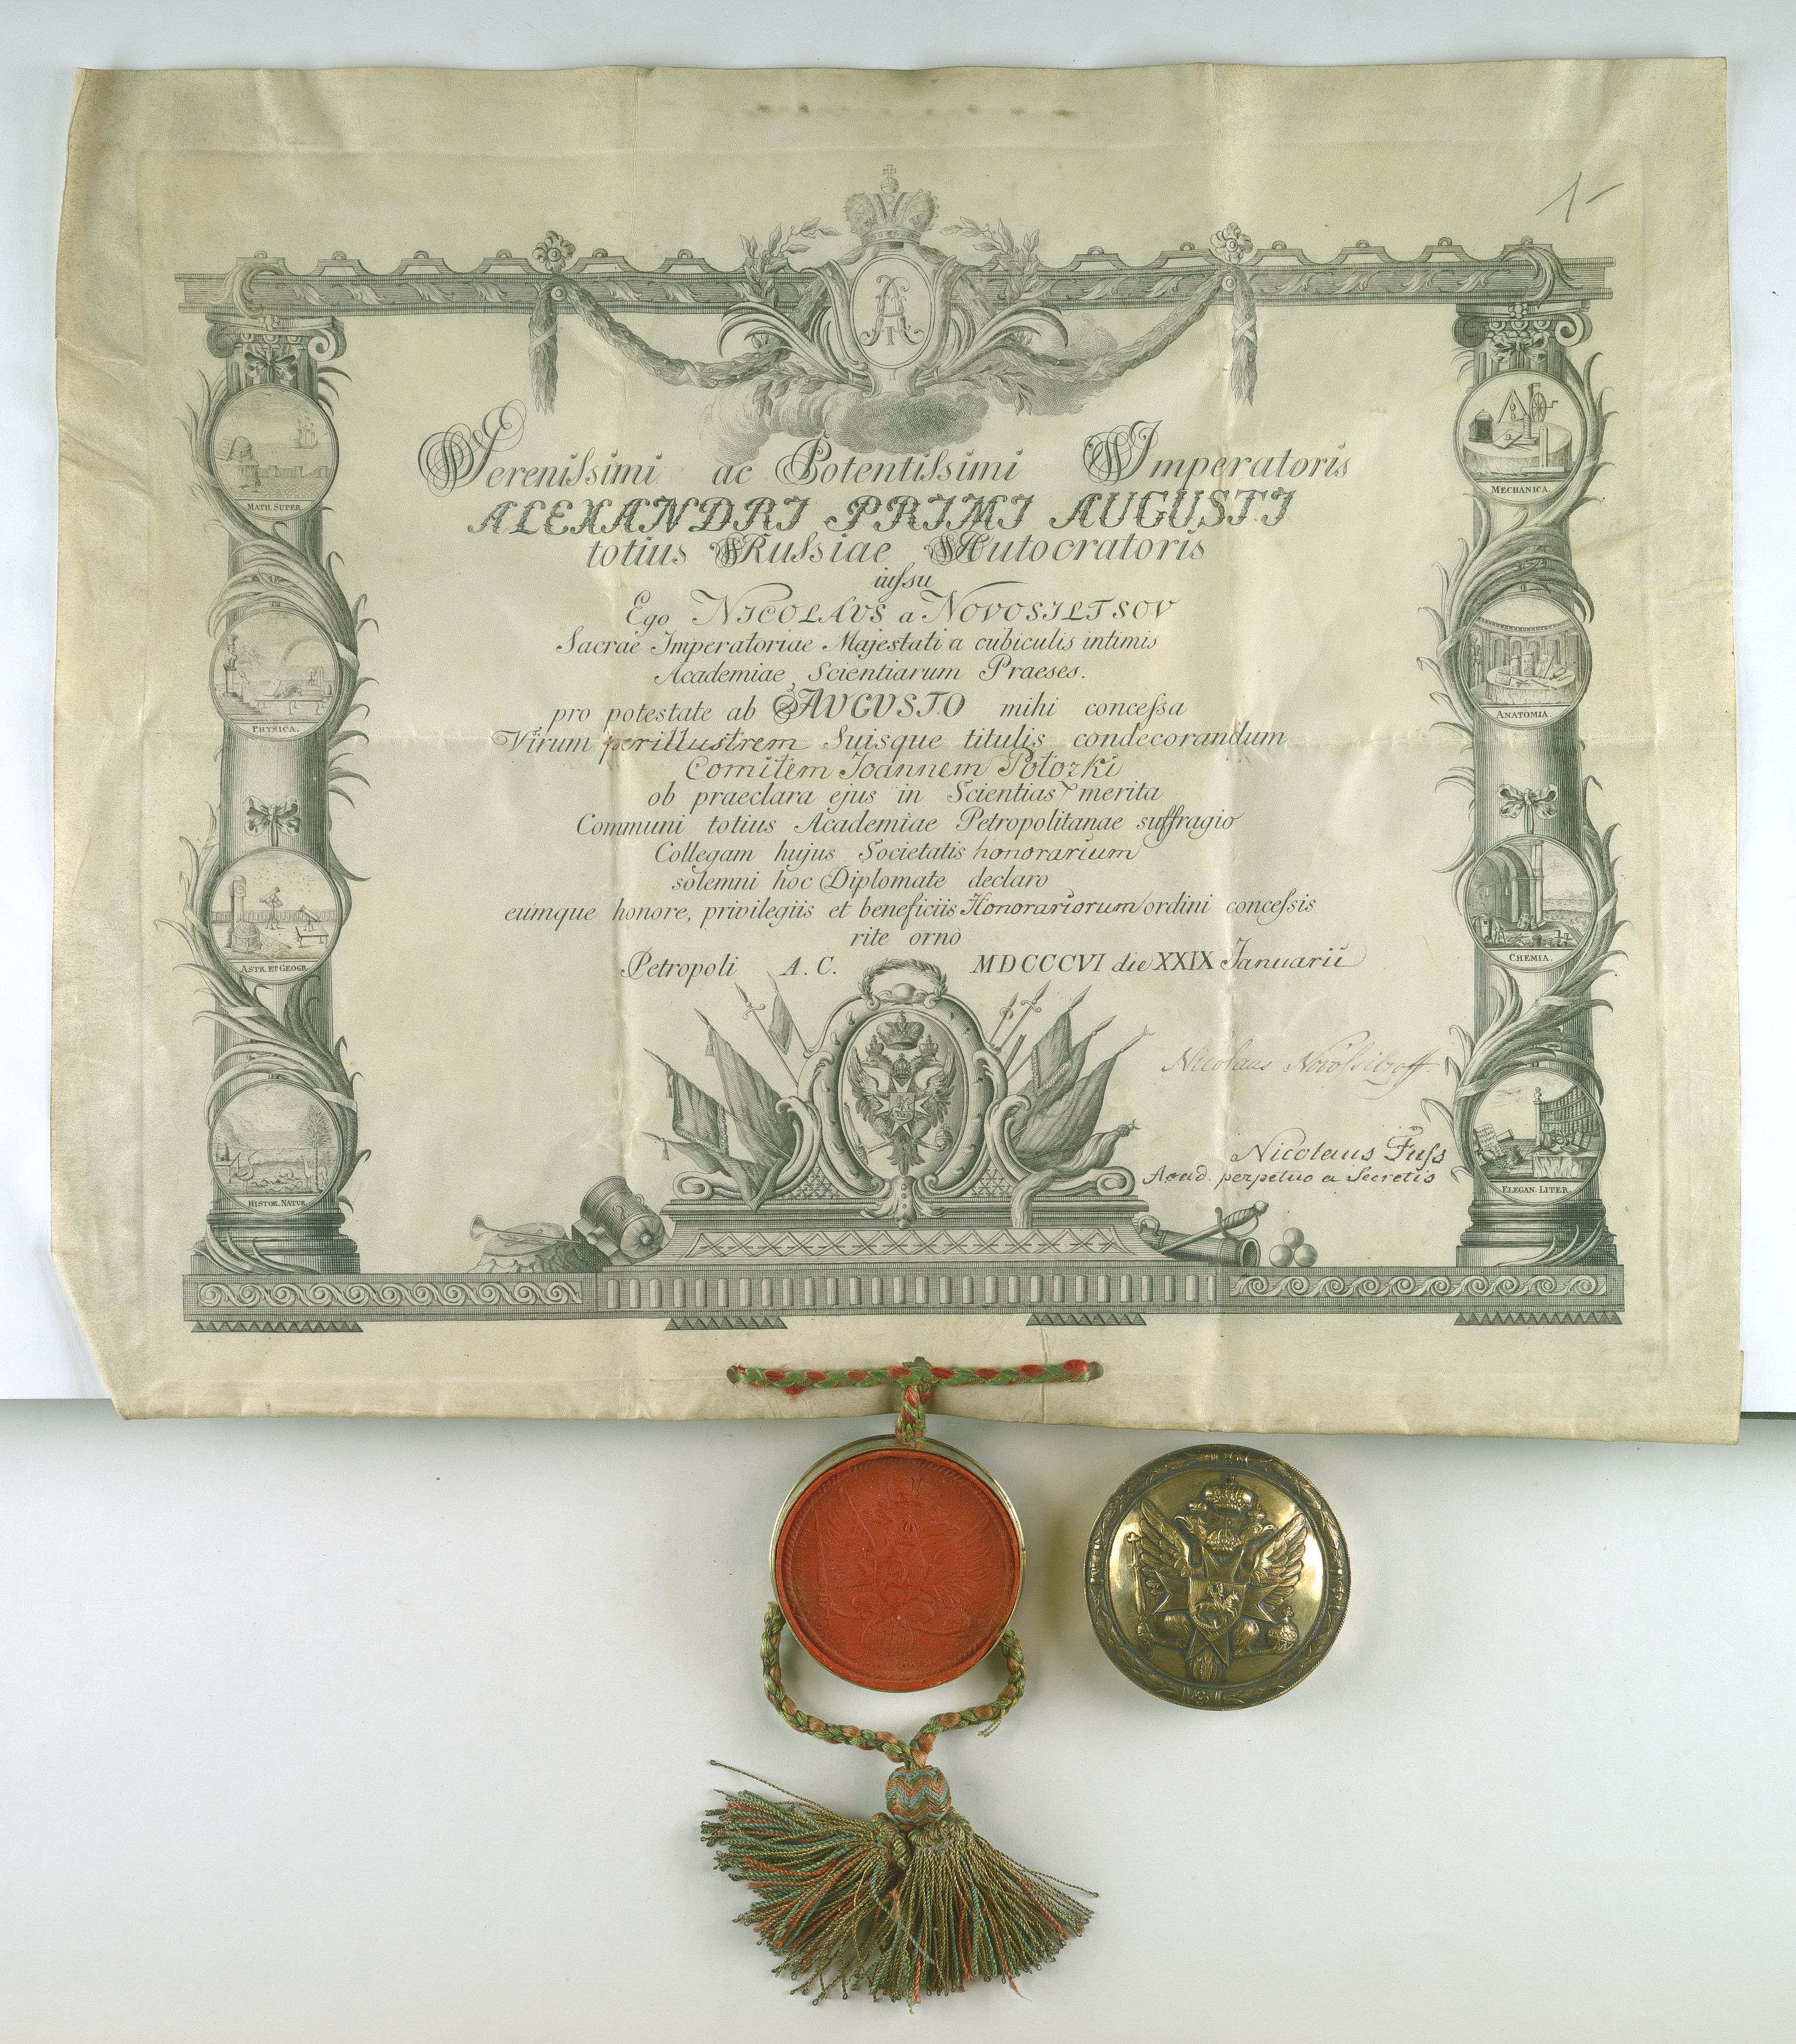 1-
A I
Serenissimi ac Potentissimi Imperatoris
ALEXANDRI PRIMI AUGUSTI
totius Russiae Autocratoris
iussu
Ego NICOLAVS a NOVOSILTSOV
Sacrae Imperatoriae Majestati a cubiculis intimis
Academiae Scientiarum Praeses.
pro potestate ab AUGUSTO mihi concessa
Virum perillustrem Suisque titulis condecorandum
Comitem Joannem Potozki
ob praeclara ejus in Scientias merita
Communi totius Academiae Petropolitanae suffragio
Collegam hujus Societatis honorarium
solemni hoc Diplomate declaro
eumque honore, privilegiis et beneficiis Honorariorum ordini concessis
rite orno
Petropoli A. C. MDCCCVI die XXIX Januarii
Nicolaus Novossilzoff.
Nicolaus Fuss
Acad. perpetuo a Secretis
MATH. SUPER.
PHYSICA.
ASTR. ET GEOGR.
HISTOR. NATUR.
MECHANICA.
ANATOMIA.
CHEMIA.
ELEGAN. LITER.